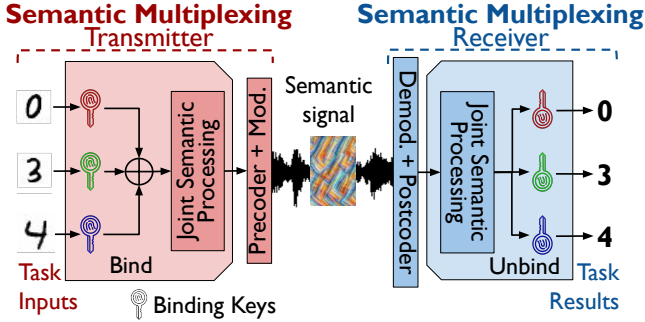 Semantic Multiplexing
Transmitter
Semantic Multiplexing
Receiver
0
3
4
Task
Inputs
Bind
Joint Semantic
Processing
Precoder + Mod.
Semantic
signal
Demod. + Postcoder
Joint Semantic
Processing
Unbind
0
3
4
Task
Results
Binding Keys